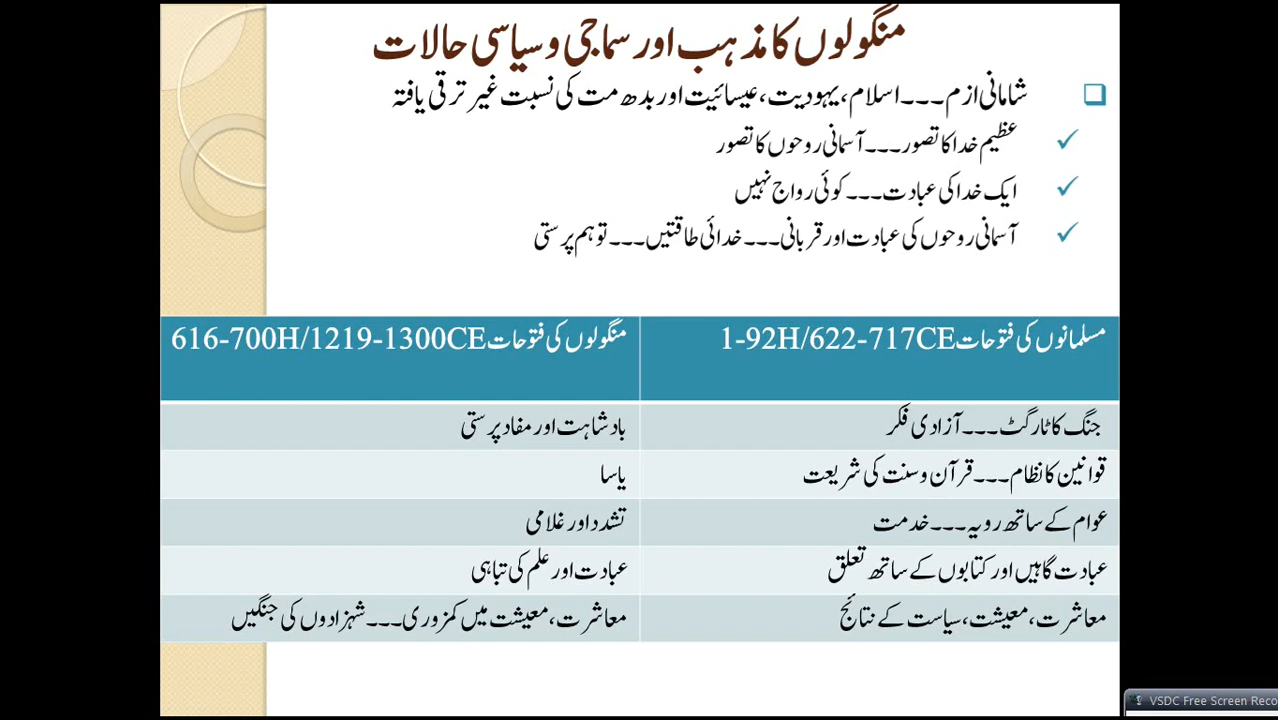 منگولوں کا مذہب اور سماجی و سیاسی حالات
شامانی ازم۔۔۔اسلام، یہودیت، عیسائیت اور بدھ مت کی نسبت غیر ترقی یافتہ
عظیم خدا کا تصور۔۔۔آسمانی روحوں کا تصور
ایک خدا کی عبادت۔۔۔کوئی رواج نہیں
آسمانی روحوں کی عبادت اور قربانی۔۔۔خدائی طاقتیں۔۔۔توہم پرستی
مسلمانوں کی فتوحات 1-92H/622-717CE
منگولوں کی فتوحات 616-700H/1219-1300CE
جنگ کا ٹارگٹ۔۔۔آزادی فکر
بادشاہت اور مفاد پرستی
قوانین کا نظام۔۔۔قرآن و سنت کی شریعت
یاسا
عوام کے ساتھ رویہ۔۔۔خدمت
تشدد اور غلامی
عبادت گاہیں اور کتابوں کے ساتھ تعلق
عبادت اور علم کی تباہی
معاشرت، معیشت، سیاست کے نتائج
معاشرت، معیشت میں کمزوری۔۔۔شہزادوں کی جنگیں
VSDC Free Screen Reco